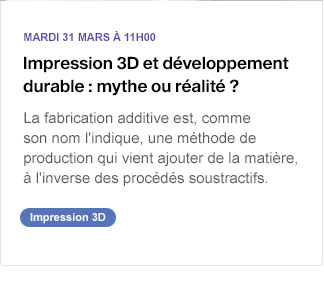 MARDI 31 MARS À 11H00
Impression 3D et développement
durable : mythe ou réalité ?
La fabrication additive est, comme
son nom l'indique, une méthode de
production qui vient ajouter de la matière,
à l'inverse des procédés soustractifs.
Impression 3D